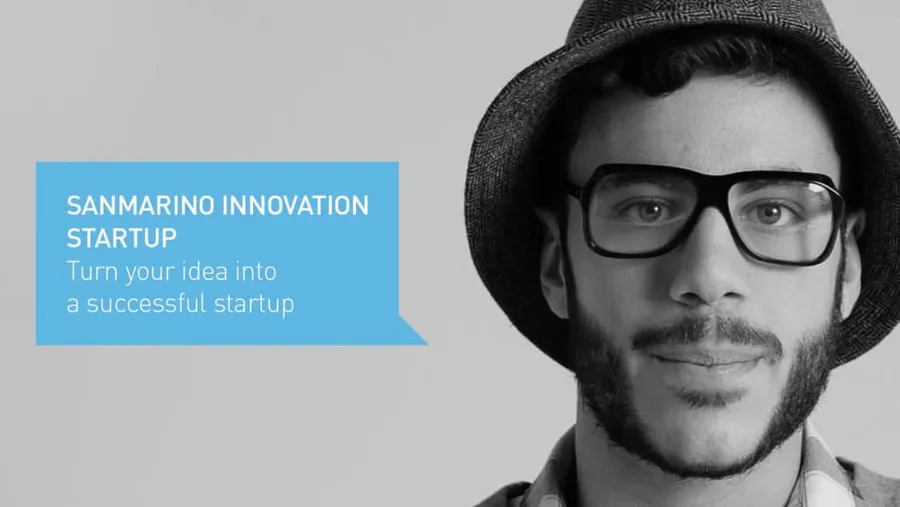 SANMARINO INNOVATION
STARTUP
Turn your idea into
a successful startup